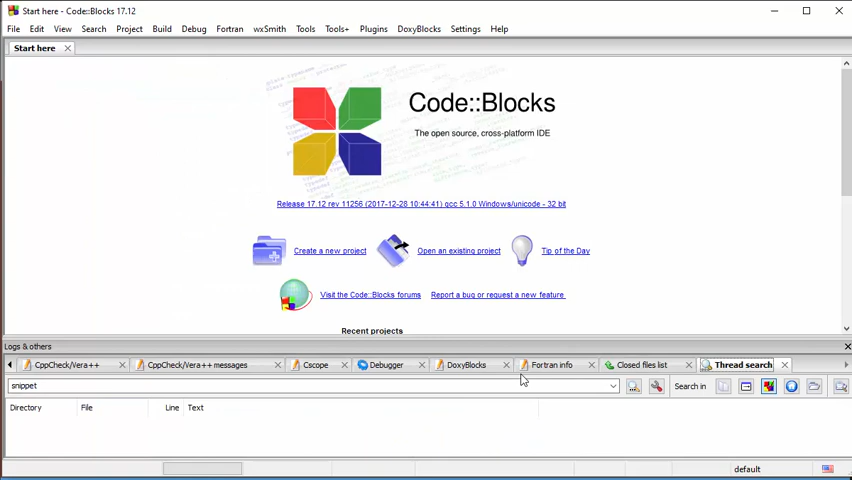 Start here - Code::Blocks 17.12
File Edit View Search Project Build Debug Fortran wxSmith Tools Tools+ Plugins DoxyBlocks Settings Help
Start here
Code::Blocks
The open source, cross-platform IDE
Release 17.12 rev 11256 (2017-12-28 10:44:41) gcc 5.1.0 Windows/unicode - 32 bit
Create a new project Open an existing project Tip of the Day
Visit the Code::Blocks forums Report a bug or request a new feature
Recent projects
Logs & others
CppCheck/Vera++ CppCheck/Vera++ messages Cscope Debugger DoxyBlocks Fortran info Closed files list Thread search
snippet Search in
Directory File Line Text
default